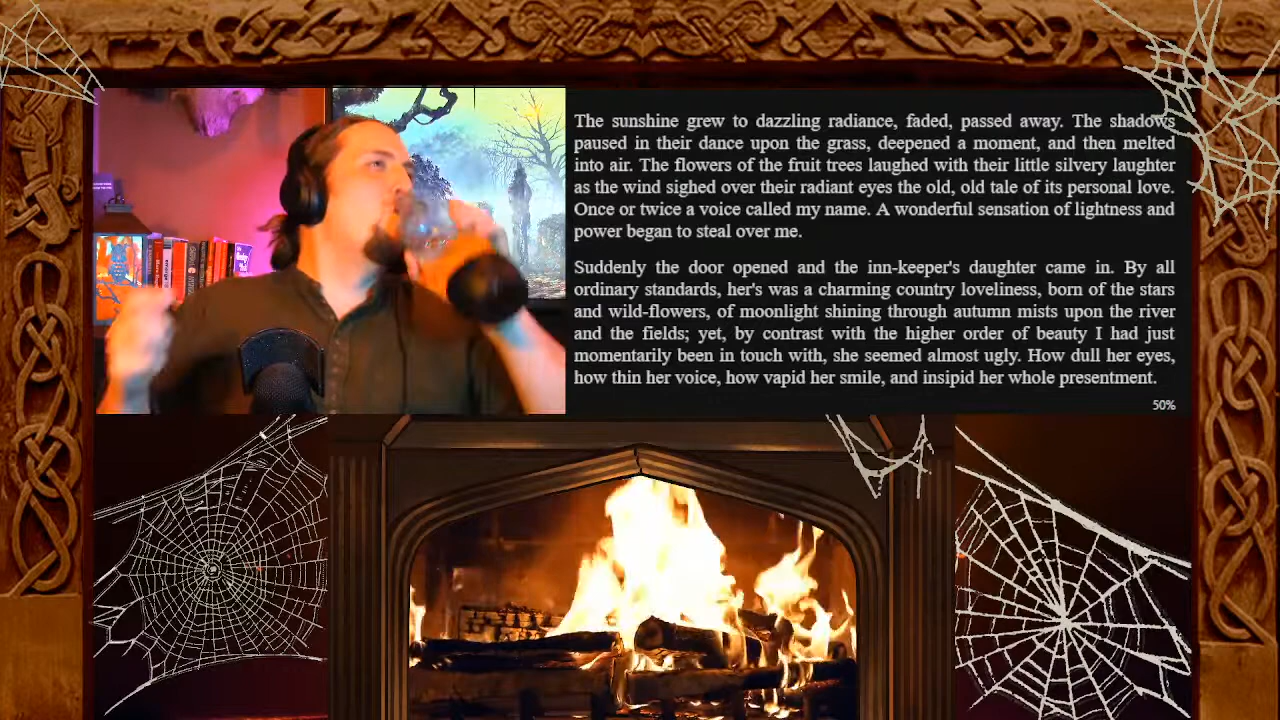 The sunshine grew to dazzling radiance, faded, passed away. The shadows
paused in their dance upon the grass, deepened a moment, and then melted
into air. The flowers of the fruit trees laughed with their little silvery laughter
as the wind sighed over their radiant eyes the old, old tale of its personal love.
Once or twice a voice called my name. A wonderful sensation of lightness and
power began to steal over me.
Suddenly the door opened and the inn-keeper's daughter came in. By all
ordinary standards, her's was a charming country loveliness, born of the stars
and wild-flowers, of moonlight shining through autumn mists upon the river
and the fields; yet, by contrast with the higher order of beauty I had just
momentarily been in touch with, she seemed almost ugly. How dull her eyes,
how thin her voice, how vapid her smile, and insipid her whole presentment.
50%